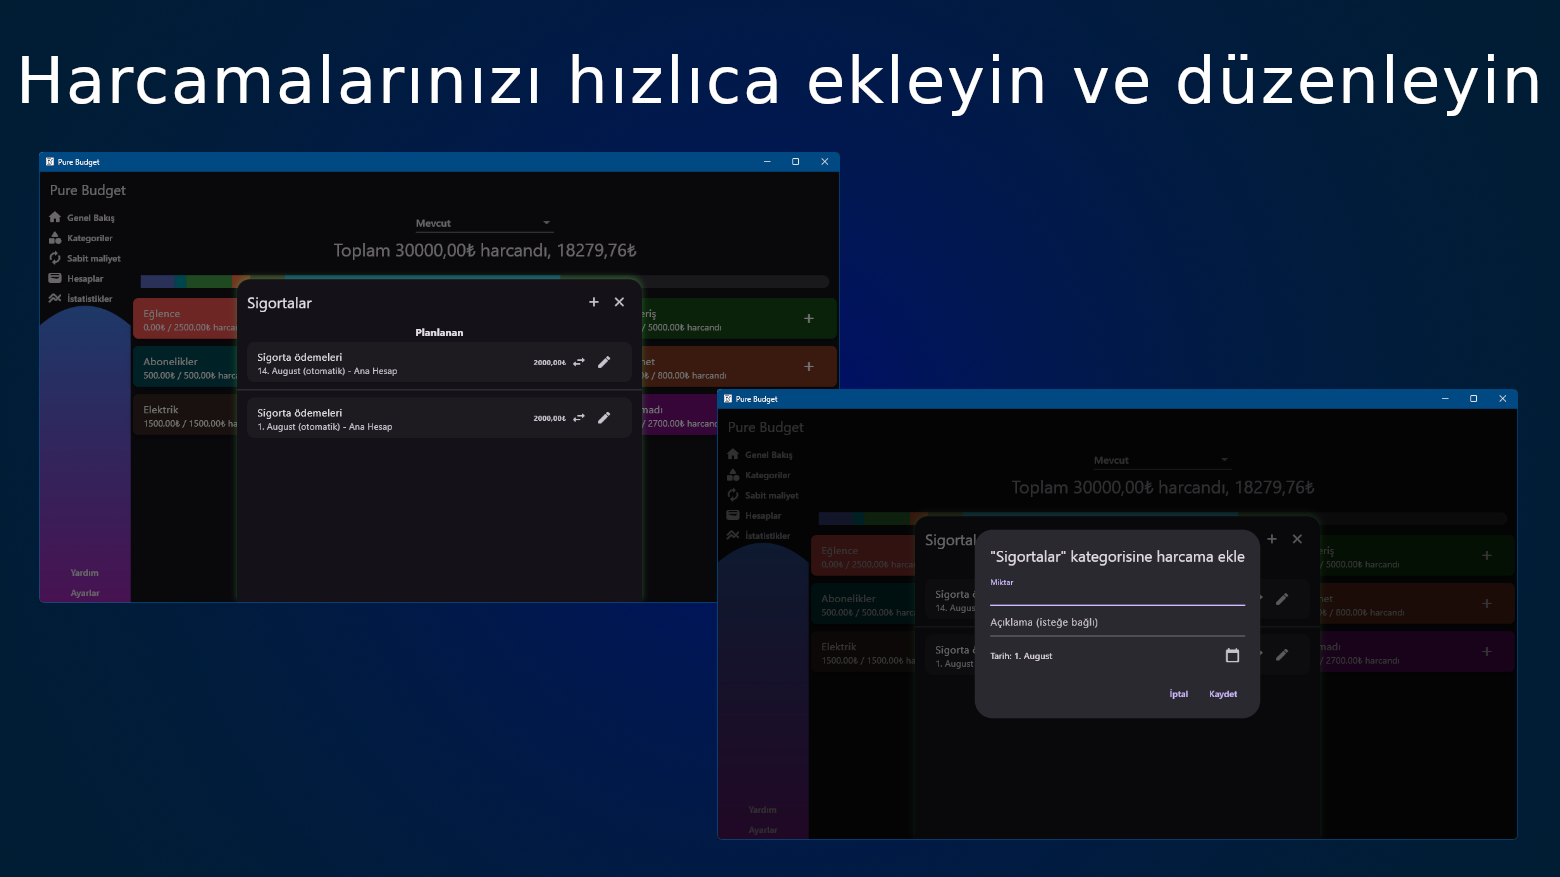 Harcamalarınızı hızlıca ekleyin ve düzenleyin
Pure Budget
Pure Budget
Genel Bakış
Kategoriler
Sabit maliyet
Hesaplar
İstatistikler
Yardım
Ayarlar
Mevcut
Toplam 30000,00₺ harcandı, 18279,76₺
Eğlence
0,00₺ / 2500,00₺ harca
Abonelikler
500,00₺ / 500,00₺ harc
Elektrik
1500,00₺ / 1500,00₺ ha
eriş
/ 5000,00₺ harcandı
net
/ 800,00₺ harcandı
madı
/ 2700,00₺ harcandı
Sigortalar
Planlanan
Sigorta ödemeleri
2000,00₺
14. August (otomatik) - Ana Hesap
Sigorta ödemeleri
2000,00₺
1. August (otomatik) - Ana Hesap
Pure Budget
Pure Budget
Genel Bakış
Kategoriler
Sabit maliyet
Hesaplar
İstatistikler
Yardım
Ayarlar
Mevcut
Toplam 30000,00₺ harcandı, 18279,76₺
Eğlence
0,00₺ / 2500,00₺ harca
Abonelikler
500,00₺ / 500,00₺ harc
Elektrik
1500,00₺ / 1500,00₺ ha
eriş
/ 5000,00₺ harcandı
net
/ 800,00₺ harcandı
madı
/ 2700,00₺ harcandı
Sigortal
Sigorta ö
14. Augus
Sigorta ö
1. August
"Sigortalar" kategorisine harcama ekle
Miktar
Açıklama (isteğe bağlı)
Tarih: 1. August
İptal
Kaydet